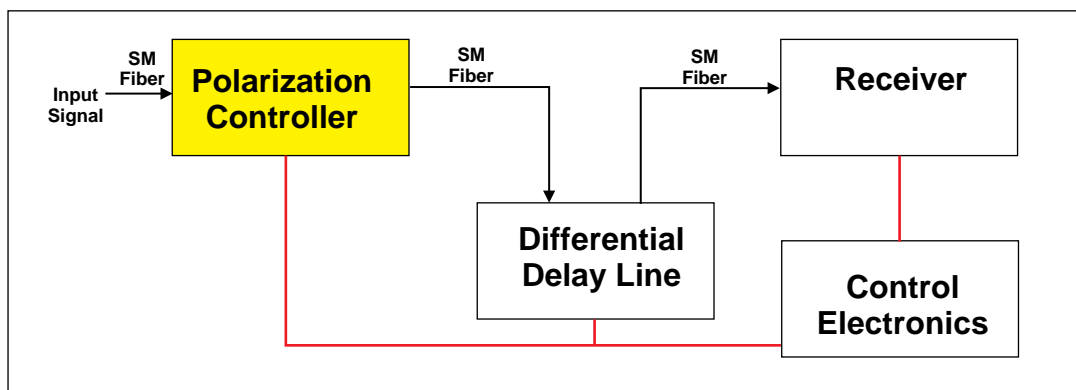 SM
Fiber
Input
Signal
Polarization
Controller
SM
Fiber
SM
Fiber
Receiver
Differential
Delay Line
Control
Electronics